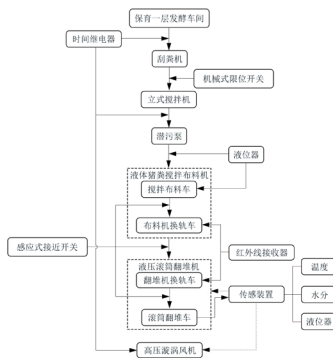 保育一层发酵车间
时间继电器
刮粪机
机械式限位开关
立式搅拌机
潜污泵
液位器
液体猪粪搅拌布料机
搅拌布料车
布料机换轨车
感应式接近开关
红外线接收器
液压滚筒翻堆机
翻堆机换轨车
温度
传感装置
水分
滚筒翻堆车
液位器
高压漩涡风机